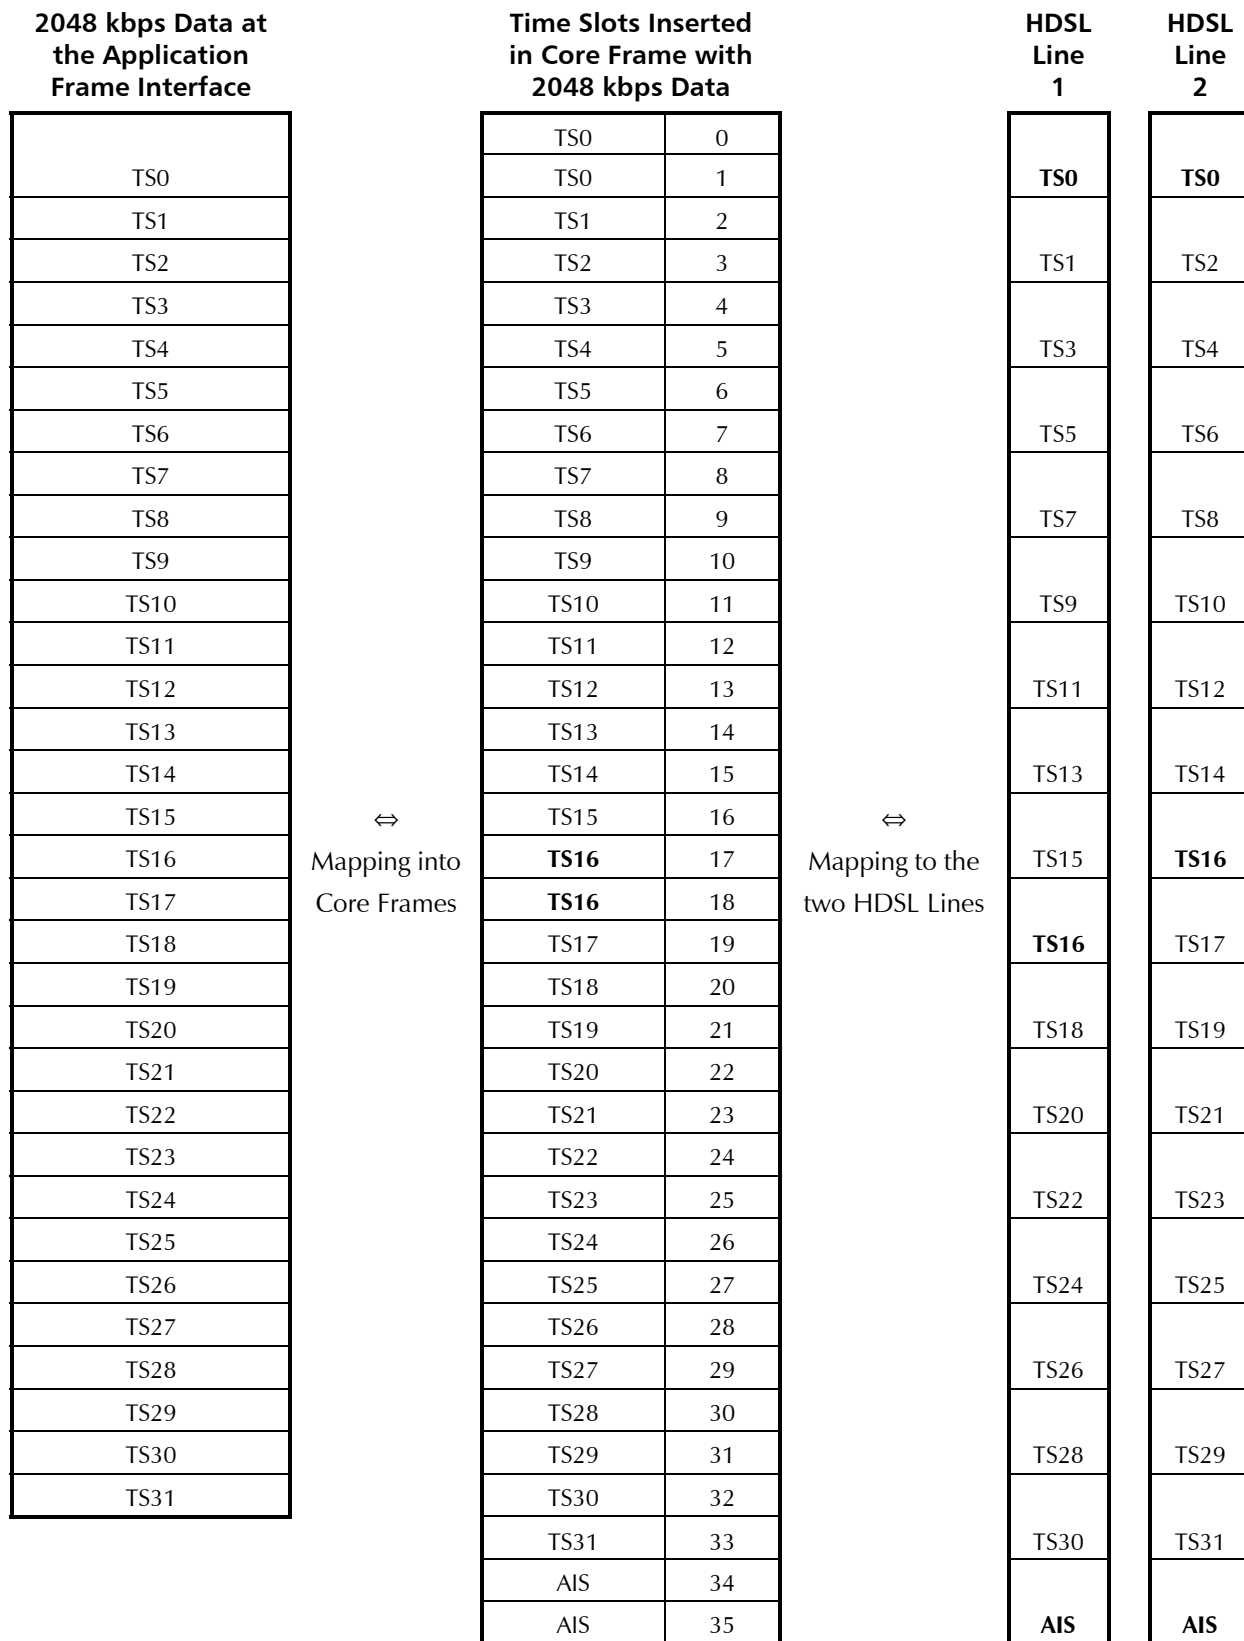 2048 kbps Data at
the Application
Frame Interface
Time Slots Inserted
in Core Frame with
2048 kbps Data
HDSL
Line
1
HDSL
Line
2
TS0 0
TS0 TS0 1 TS0 TS0
TS1 TS1 2
TS2 TS2 3 TS1 TS2
TS3 TS3 4
TS4 TS4 5 TS3 TS4
TS5 TS5 6
TS6 TS6 7 TS5 TS6
TS7 TS7 8
TS8 TS8 9 TS7 TS8
TS9 TS9 10
TS10 TS10 11 TS9 TS10
TS11 TS11 12
TS12 TS12 13 TS11 TS12
TS13 TS13 14
TS14 TS14 15 TS13 TS14
TS15 ⇔ TS15 16 ⇔
TS16 Mapping into TS16 17 Mapping to the TS15 TS16
TS17 Core Frames TS16 18 two HDSL Lines
TS18 TS17 19 TS16 TS17
TS19 TS18 20
TS20 TS19 21 TS18 TS19
TS21 TS20 22
TS22 TS21 23 TS20 TS21
TS23 TS22 24
TS24 TS23 25 TS22 TS23
TS25 TS24 26
TS26 TS25 27 TS24 TS25
TS27 TS26 28
TS28 TS27 29 TS26 TS27
TS29 TS28 30
TS30 TS29 31 TS28 TS29
TS31 TS30 32
TS31 33 TS30 TS31
AIS 34
AIS 35 AIS AIS